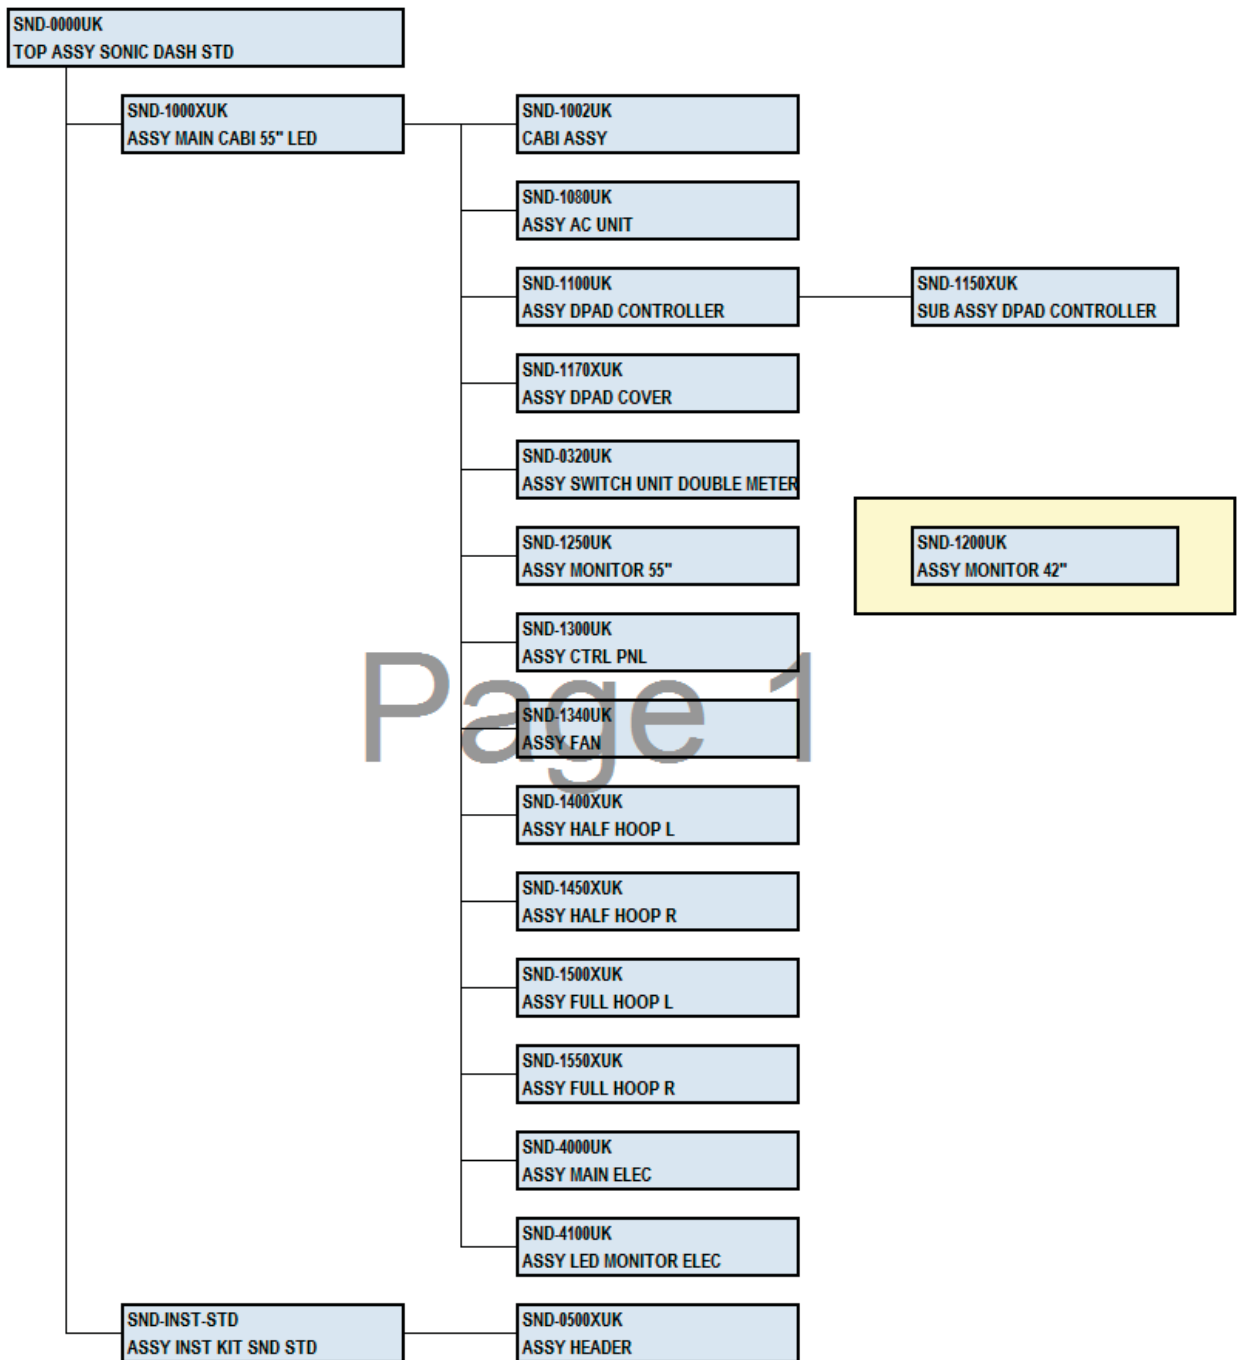 SND-0000UK
TOP ASSY SONIC DASH STD
SND-1000XUK
ASSY MAIN CABI 55" LED
SND-1002UK
CABI ASSY
SND-1080UK
ASSY AC UNIT
SND-1100UK
ASSY DPAD CONTROLLER
SND-1150XUK
SUB ASSY DPAD CONTROLLER
SND-1170XUK
ASSY DPAD COVER
SND-0320UK
ASSY SWITCH UNIT DOUBLE METER
SND-1250UK
ASSY MONITOR 55"
SND-1200UK
ASSY MONITOR 42"
SND-1300UK
ASSY CTRL PNL
Page 1
SND-1340UK
ASSY FAN
SND-1400XUK
ASSY HALF HOOP L
SND-1450XUK
ASSY HALF HOOP R
SND-1500XUK
ASSY FULL HOOP L
SND-1550XUK
ASSY FULL HOOP R
SND-4000UK
ASSY MAIN ELEC
SND-4100UK
ASSY LED MONITOR ELEC
SND-INST-STD
ASSY INST KIT SND STD
SND-0500XUK
ASSY HEADER